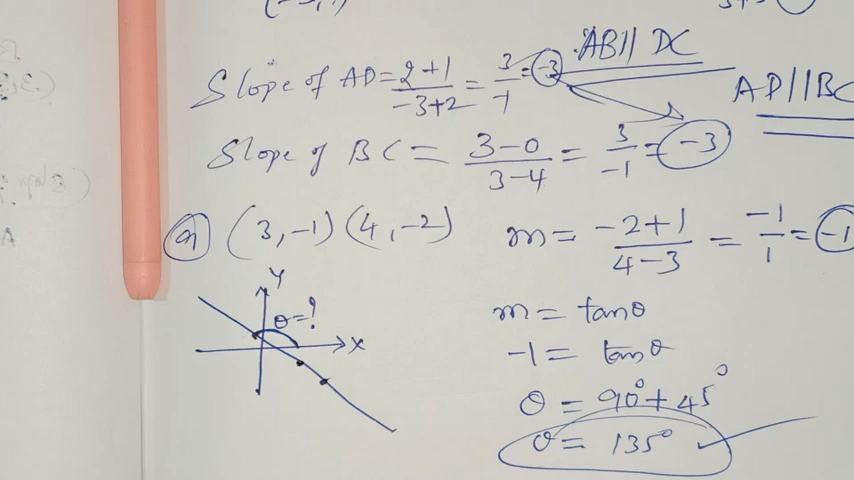 Slope of AD = 2+1/-3+2 = 3/-1 = -3 AB // DC
AD // BC
Slope of BC = 3-0/3-4 = 3/-1 = -3
9) (3,-1) (4,-2) m = -2+1/4-3 = -1/1 = -1
Y
θ=?
X
m = tanθ
-1 = tanθ
θ = 90° + 45°
θ = 135°